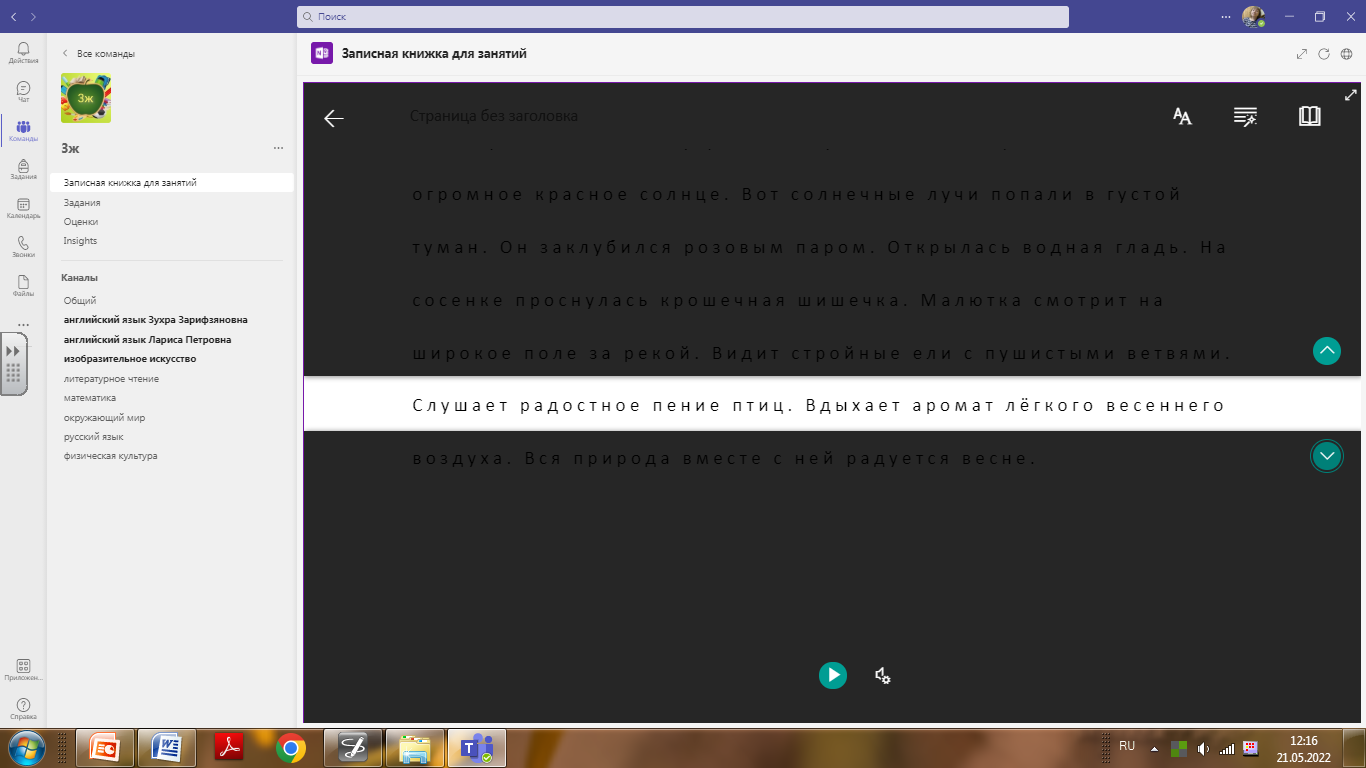 Поиск
Действия
Чат
Команды
Задания
Календарь
Звонки
Файлы
Приложен...
Справка
Все команды
3ж
3ж
Записная книжка для занятий
Задания
Оценки
Insights
Каналы
Общий
английский язык Зухра Зарифзяновна
английский язык Лариса Петровна
изобразительное искусство
литературное чтение
математика
окружающий мир
русский язык
физическая культура
Записная книжка для занятий
Страница без заголовка
огромное красное солнце. Вот солнечные лучи попали в густой
туман. Он заклубился розовым паром. Открылась водная гладь. На
сосенке проснулась крошечная шишечка. Малютка смотрит на
широкое поле за рекой. Видит стройные ели с пушистыми ветвями.
Слушает радостное пение птиц. Вдыхает аромат лёгкого весеннего
воздуха. Вся природа вместе с ней радуется весне.
RU
12:16
21.05.2022